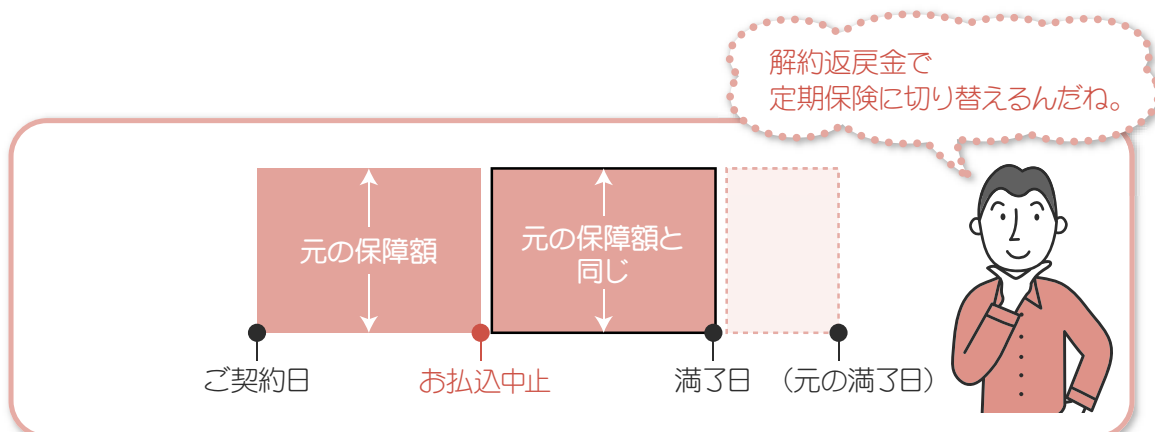 解約返戻金で
定期保険に切り替えるんだね。
元の保障額
元の保障額と
同じ
ご契約日
お払込中止
満了日
（元の満了日）